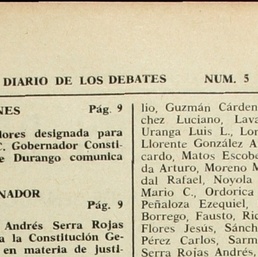 DIARIO DE LOS DEBATES NUM. 5
NES Pág. 9
lores designada para
C. Gobernador Consti-
e Durango comunica
NADOR
Pág. 9
Andrés Serra Rojas
a la Constitución Ge-
en materia de justi-
lio, Guzmán Cárden
chez Luciano, Lava
Uranga Luis L., Lor
Llorente González A
cardo, Matos Escobe
da Arturo, Moreno M
dal Rafael, Noyola
Mario C., Ordorica
Peñaloza Ezequiel,
Borrego, Fausto, Ric
Flores Jesús, Sánch
Pérez Carlos, Sarm
Serra Rojas Andrés,